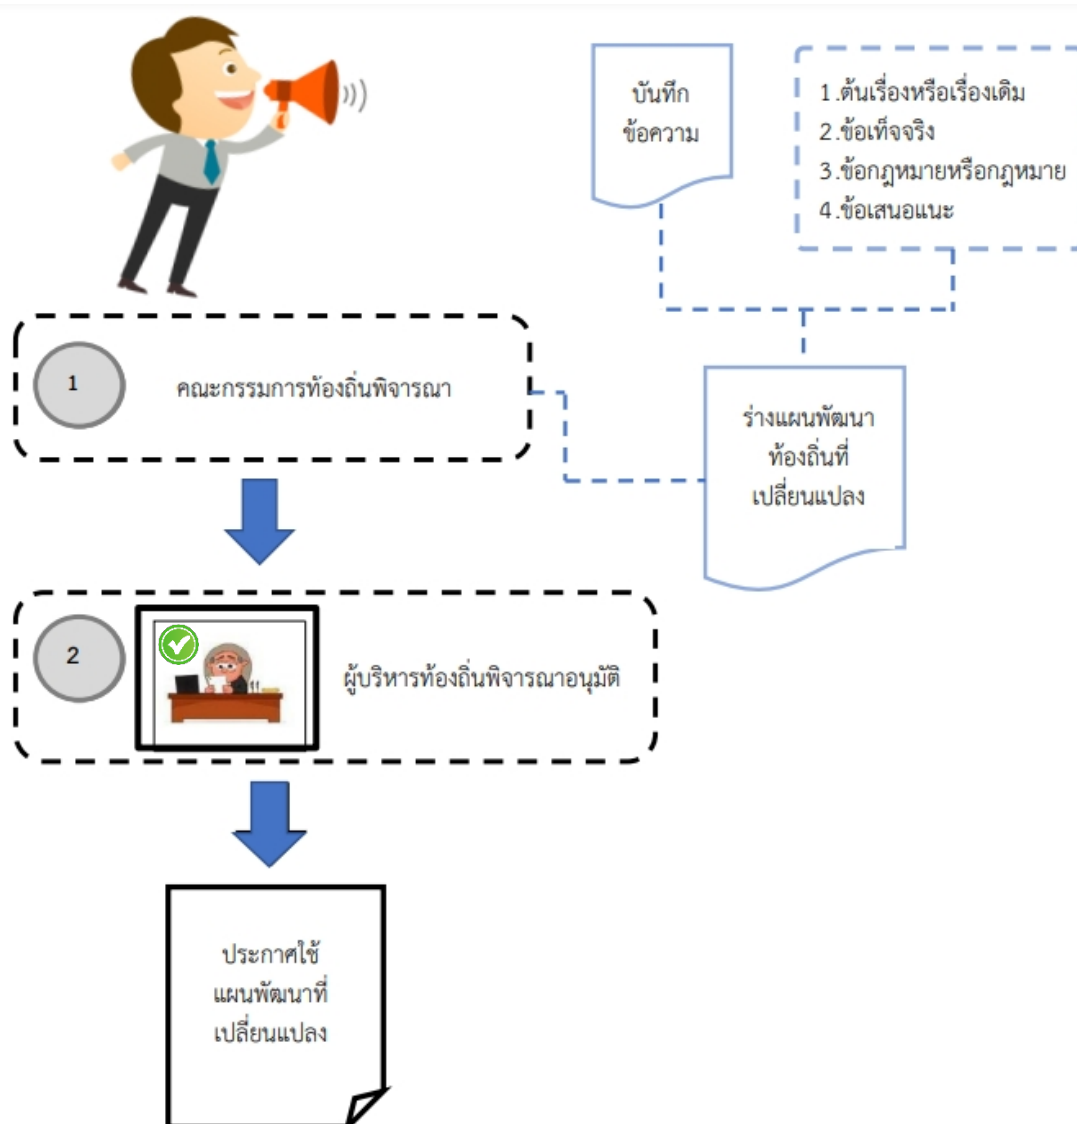 บันทึก
ข้อความ
1.ต้นเรื่องหรือเรื่องเดิม
2.ข้อเท็จจริง
3.ข้อกฎหมายหรือกฎหมาย
4.ข้อเสนอแนะ
1
คณะกรรมการท้องถิ่นพิจารณา
ร่างแผนพัฒนา
ท้องถิ่นที่
เปลี่ยนแปลง
2
ผู้บริหารท้องถิ่นพิจารณาอนุมัติ
ประกาศใช้
แผนพัฒนาที่
เปลี่ยนแปลง